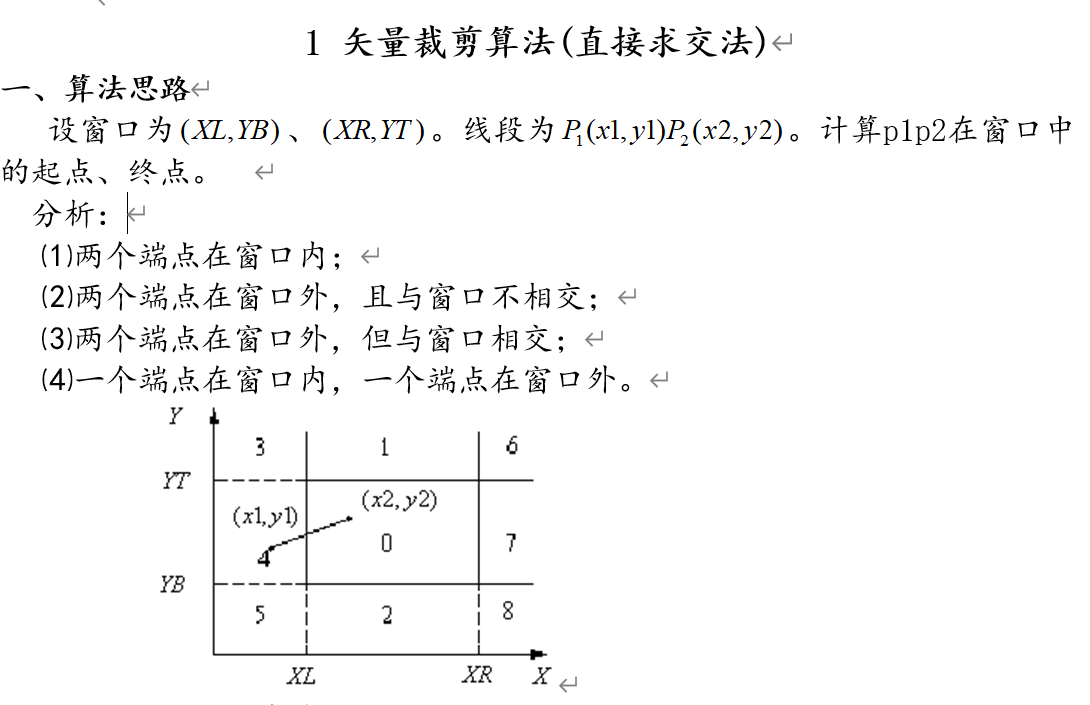 1 矢量裁剪算法(直接求交法)
一、算法思路
设窗口为(XL,YB)、(XR,YT)。线段为P₁(x1,y1)P₂(x2,y2)。计算p1p2在窗口中
的起点、终点。
分析：
⑴两个端点在窗口内；
⑵两个端点在窗口外，且与窗口不相交；
⑶两个端点在窗口外，但与窗口相交；
⑷一个端点在窗口内，一个端点在窗口外。
Y
3 1 6
YT
(x2,y2)
(x1,y1)
4 0 7
YB
5 2 8
XL XR X